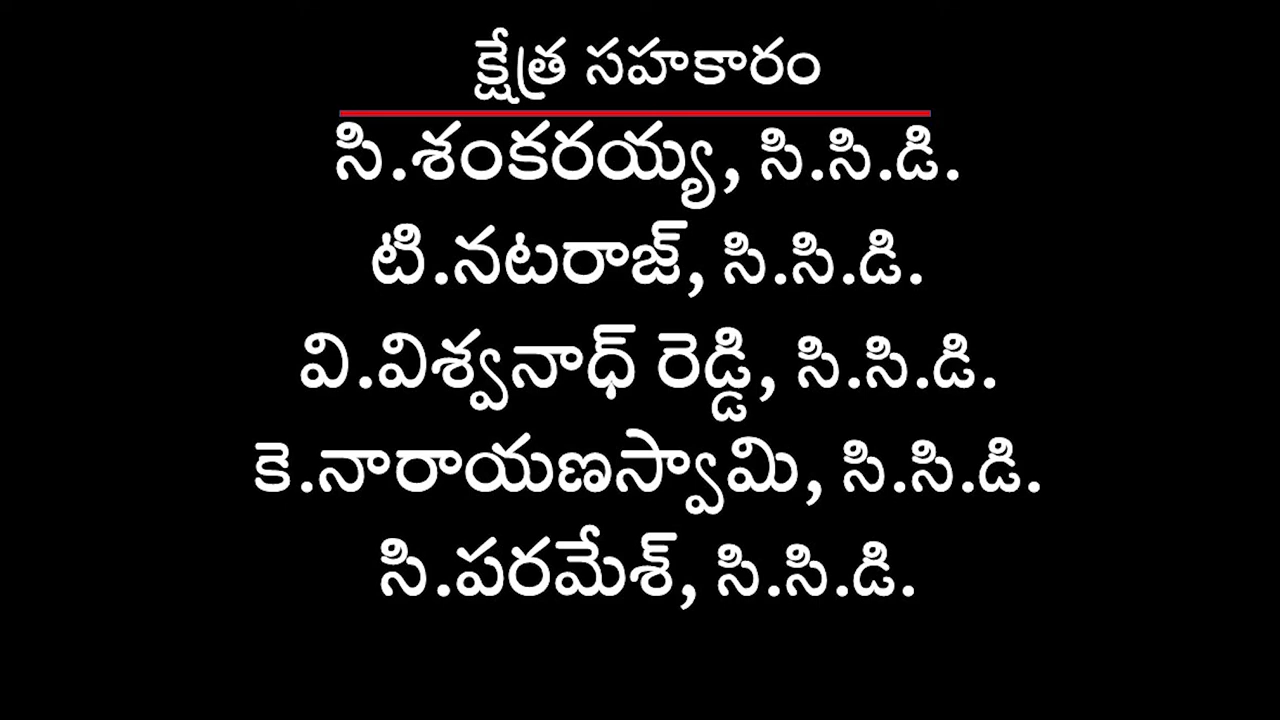 క్షేత్ర సహకారం
సి.శంకరయ్య, సి.సి.డి.
టి.నటరాజ్, సి.సి.డి.
వి.విశ్వనాధ్ రెడ్డి, సి.సి.డి.
కె.నారాయణస్వామి, సి.సి.డి.
సి.పరమేశ్, సి.సి.డి.